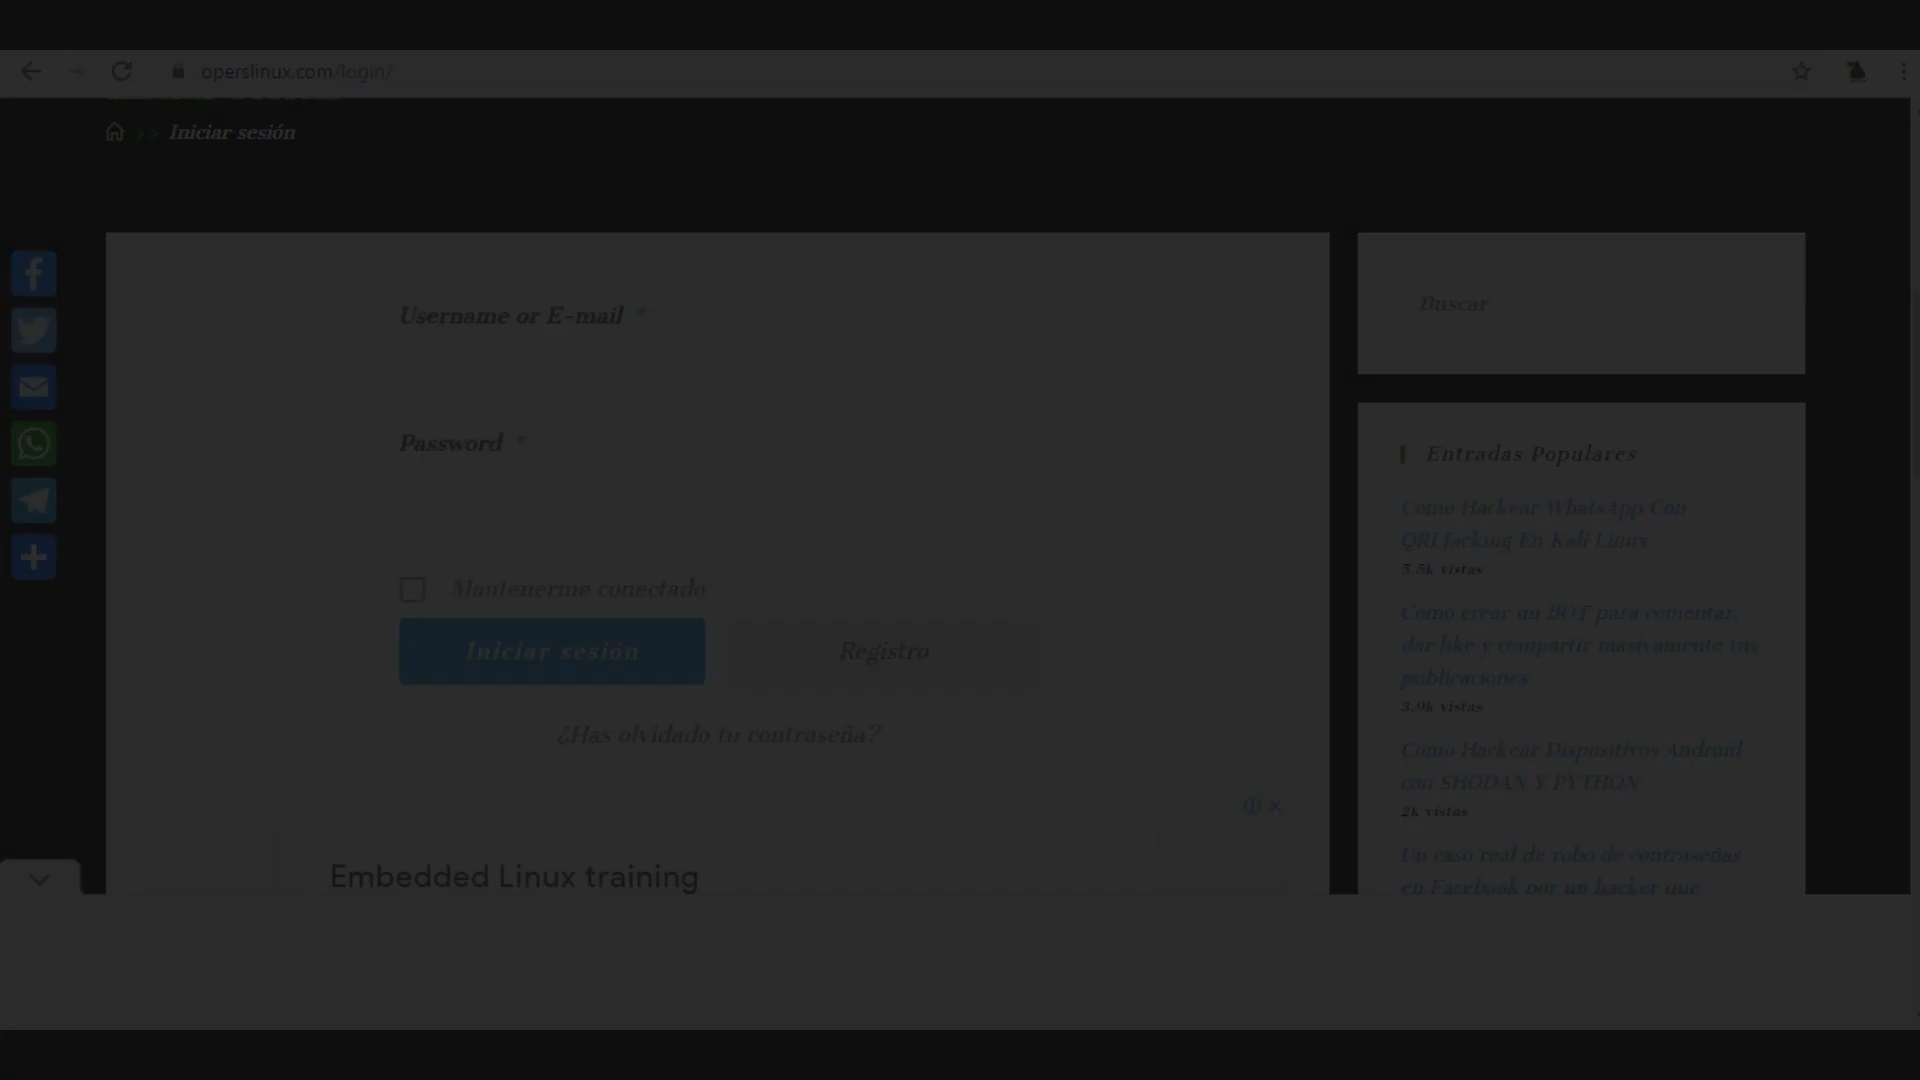 operslinux.com/login/
>> Iniciar sesión
Username or E-mail *
Password *
Mantenerme conectado
Iniciar sesión
Registro
¿Has olvidado tu contraseña?
Embedded Linux training
Buscar
Entradas Populares
Como Hackear WhatsApp Con
QRLJacking En Kali Linux
5.5k vistas
Como crear un BOT para comentar,
dar like y compartir masivamente tus
publicaciones
3.9k vistas
Como Hackear Dispositivos Android
con SHODAN Y PYTHON
2k vistas
Un caso real de robo de contraseñas
en Facebook por un hacker que